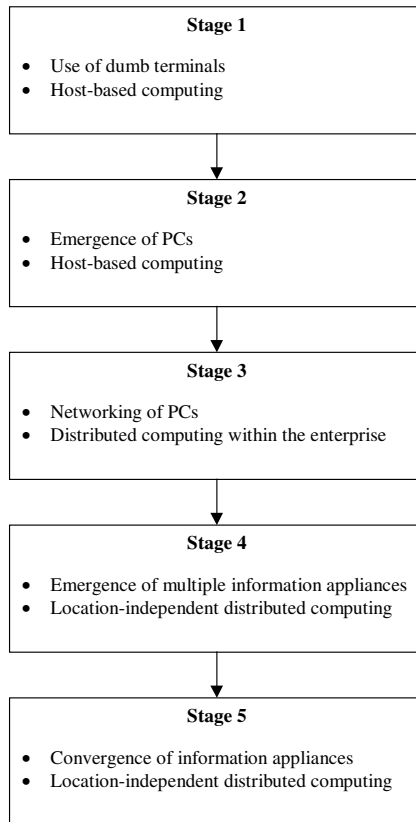 Stage 1
• Use of dumb terminals
• Host-based computing
Stage 2
• Emergence of PCs
• Host-based computing
Stage 3
• Networking of PCs
• Distributed computing within the enterprise
Stage 4
• Emergence of multiple information appliances
• Location-independent distributed computing
Stage 5
• Convergence of information appliances
• Location-independent distributed computing